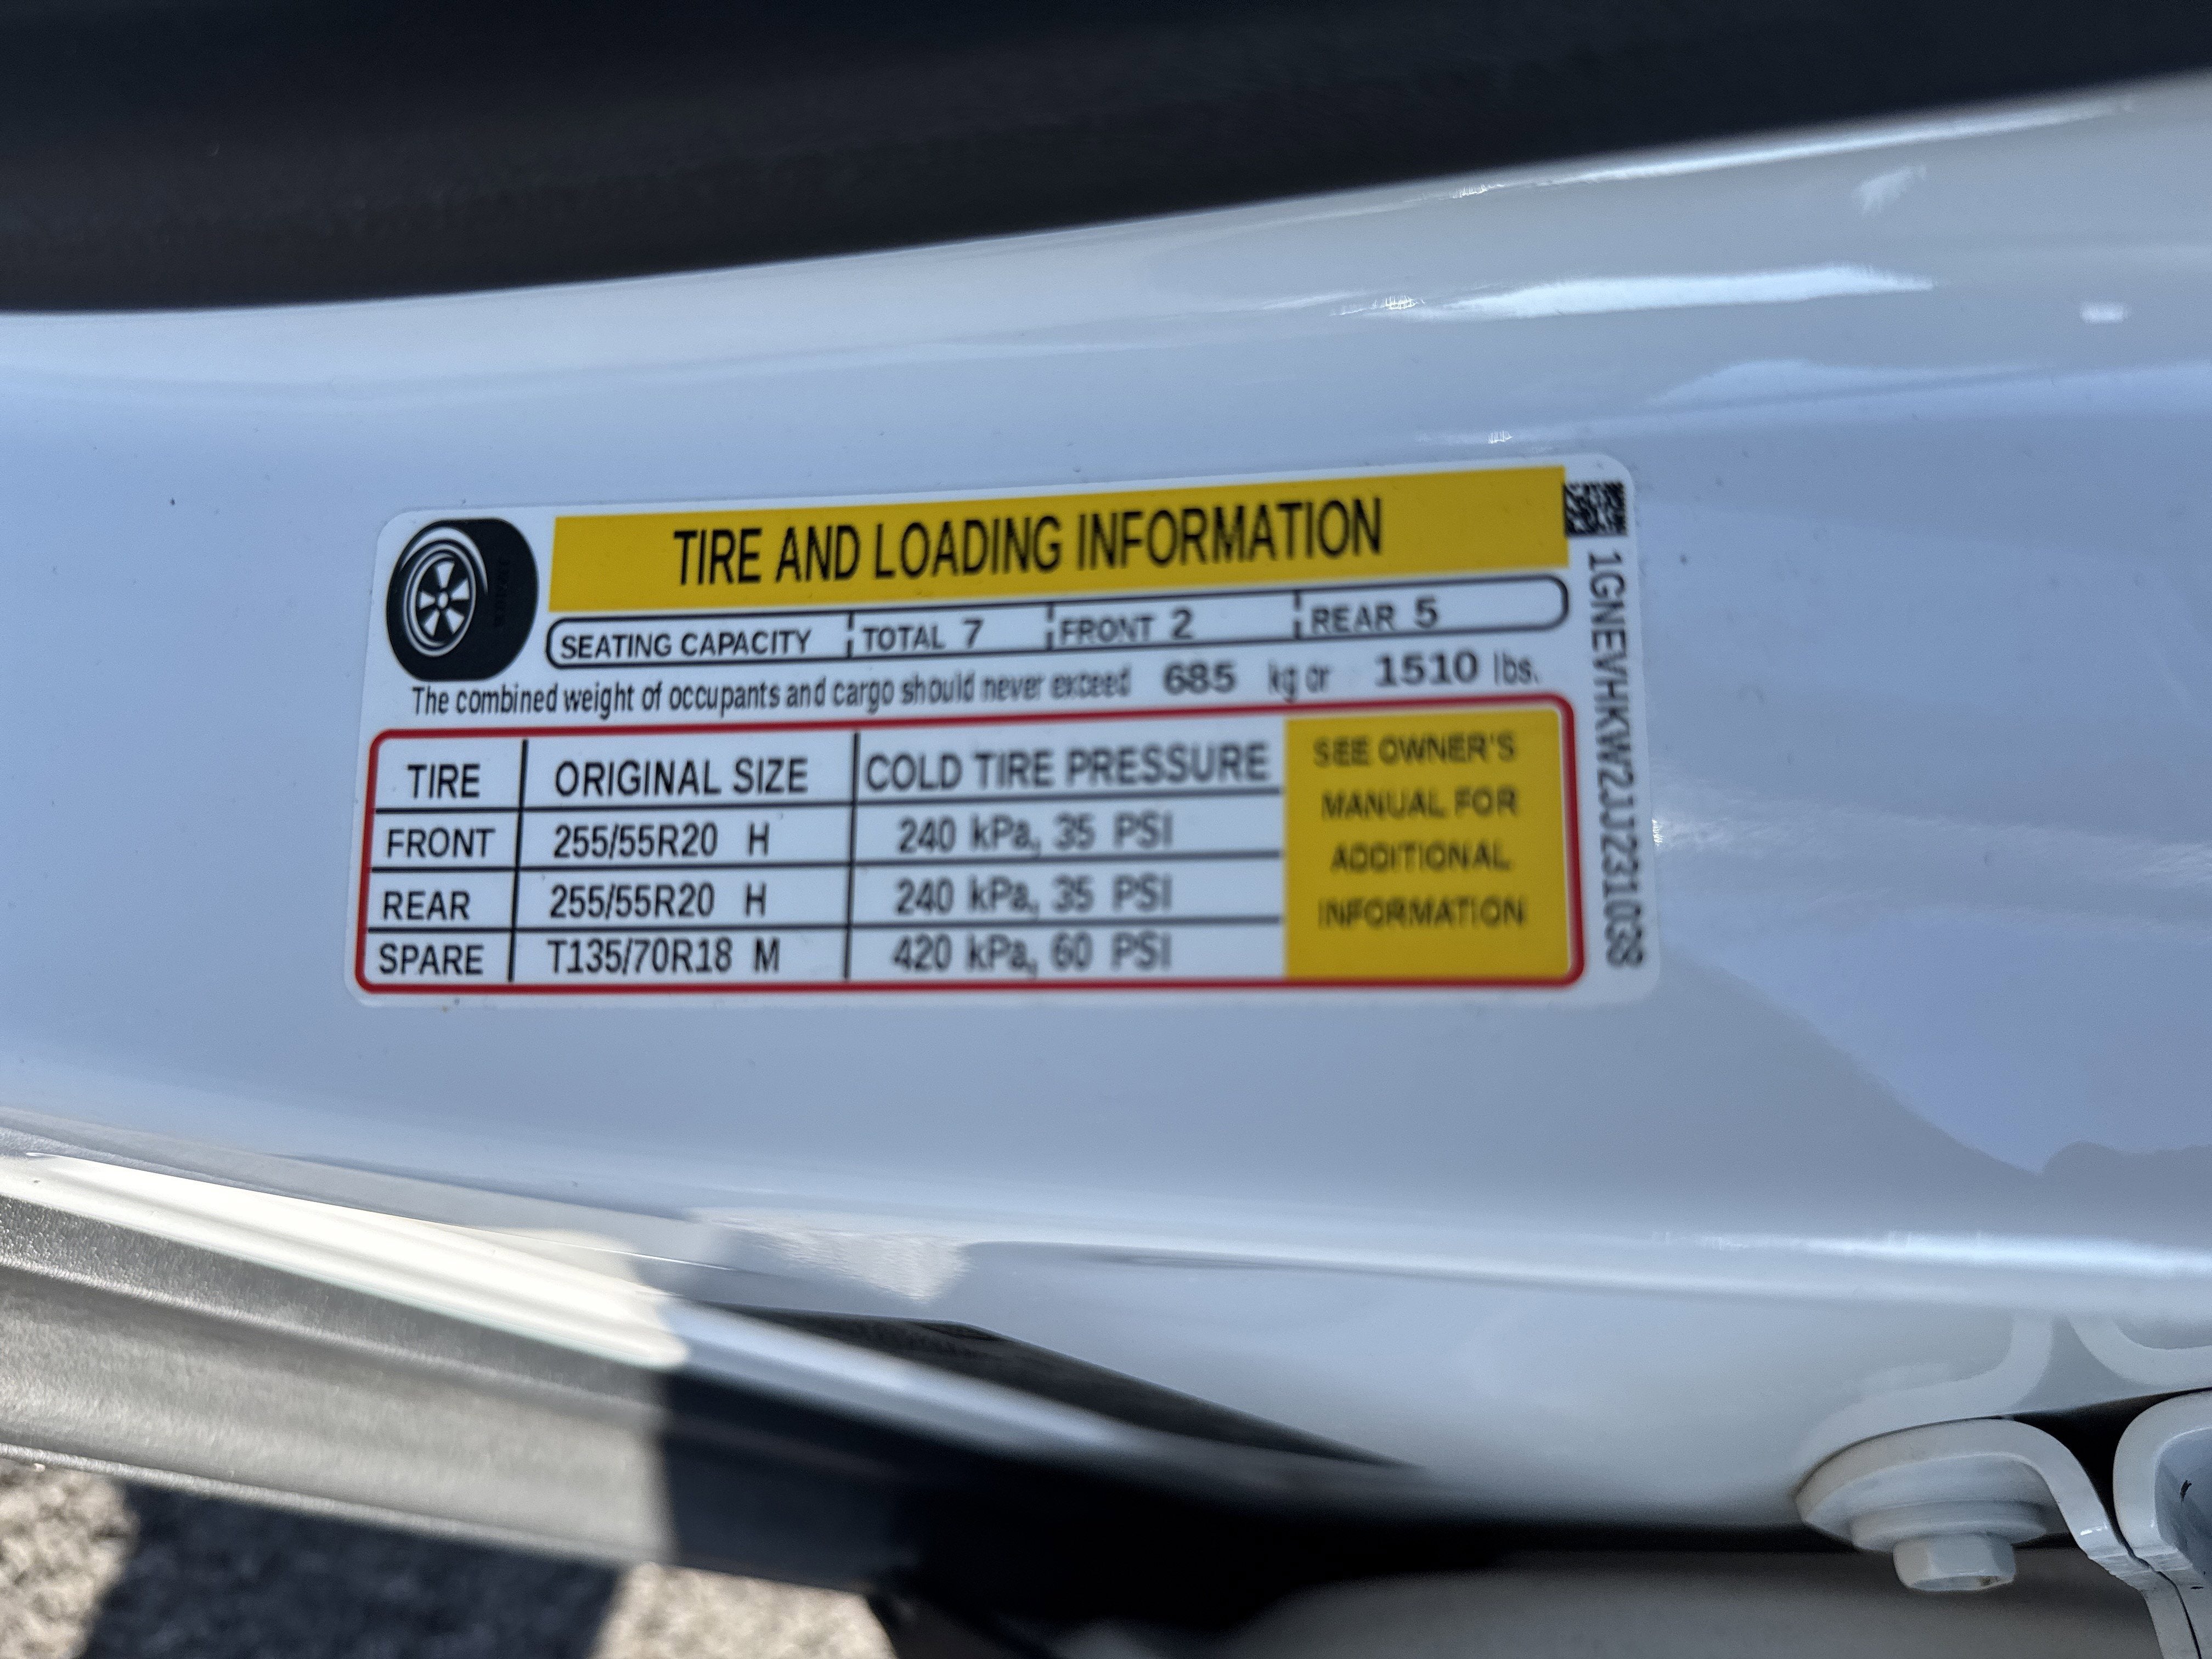 TIRE AND LOADING INFORMATION
SEATING CAPACITY TOTAL 7 FRONT 2 REAR 5
The combined weight of occupants and cargo should never exceed 685 kg or 1510 lbs.
TIRE ORIGINAL SIZE COLD TIRE PRESSURE
FRONT 255/55R20 H 240 kPa, 35 PSI
REAR 255/55R20 H 240 kPa, 35 PSI
SPARE T135/70R18 M 420 kPa, 60 PSI
SEE OWNER'S
MANUAL FOR
ADDITIONAL
INFORMATION
1GNEVHKW2JJ231038